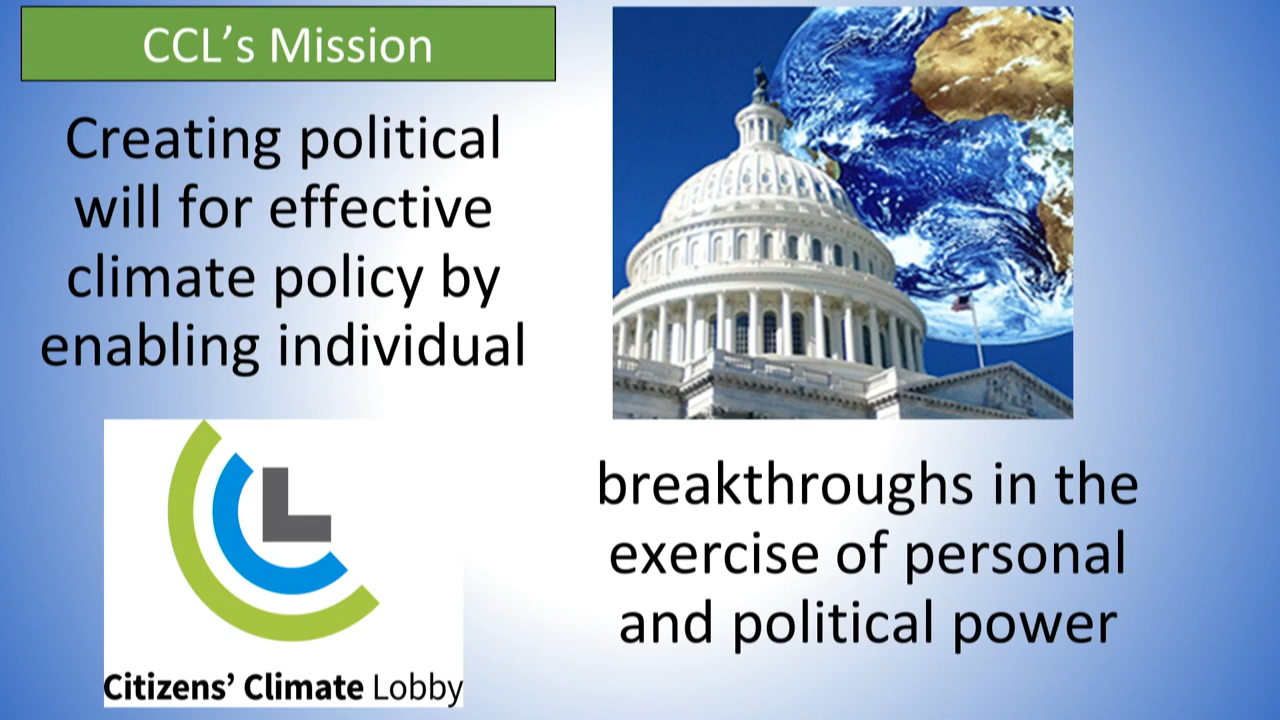 CCL’s Mission
Creating political
will for effective
climate policy by
enabling individual
breakthroughs in the
exercise of personal
and political power
CCL
Citizens’ Climate Lobby